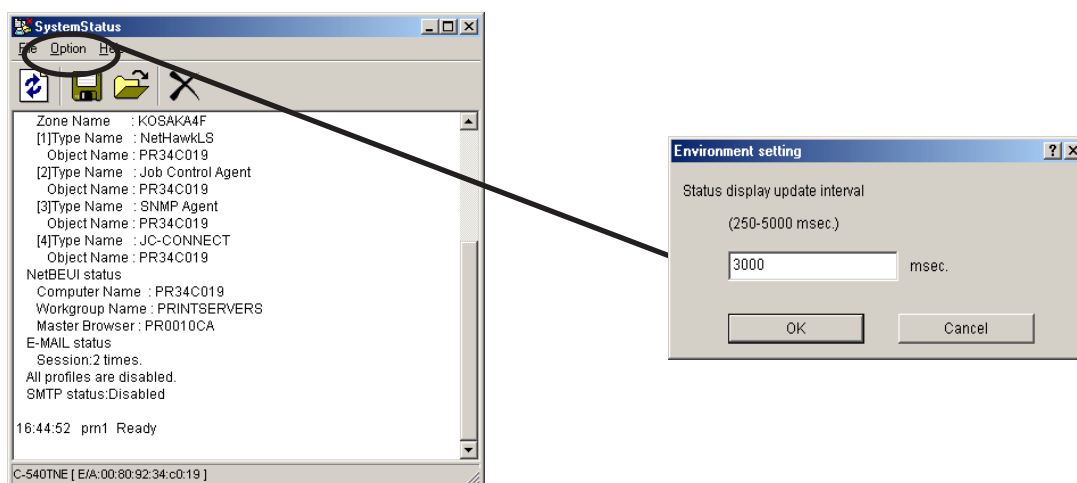 SystemStatus
File Option Help
Zone Name : KOSAKA4F
[1]Type Name : NetHawkLS
Object Name : PR34C019
[2]Type Name : Job Control Agent
Object Name : PR34C019
[3]Type Name : SNMP Agent
Object Name : PR34C019
[4]Type Name : JC-CONNECT
Object Name : PR34C019
NetBEUI status
Computer Name : PR34C019
Workgroup Name : PRINTSERVERS
Master Browser : PR0010CA
E-MAIL status
Session:2 times.
All profiles are disabled.
SMTP status:Disabled
16:44:52 prn1 Ready
C-540TNE [ E/A:00:80:92:34:c0:19 ]
Environment setting
Status display update interval
(250-5000 msec.)
3000 msec.
OK Cancel